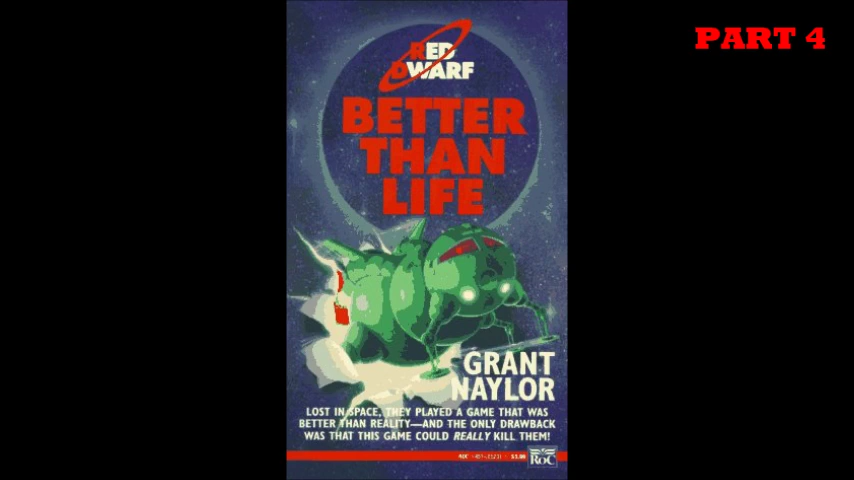 PART 4
RED
DWARF
BETTER
THAN
LIFE
GRANT
NAYLOR
LOST IN SPACE, THEY PLAYED A GAME THAT WAS
BETTER THAN REALITY—AND THE ONLY DRAWBACK
WAS THAT THIS GAME COULD REALLY KILL THEM!
ROC